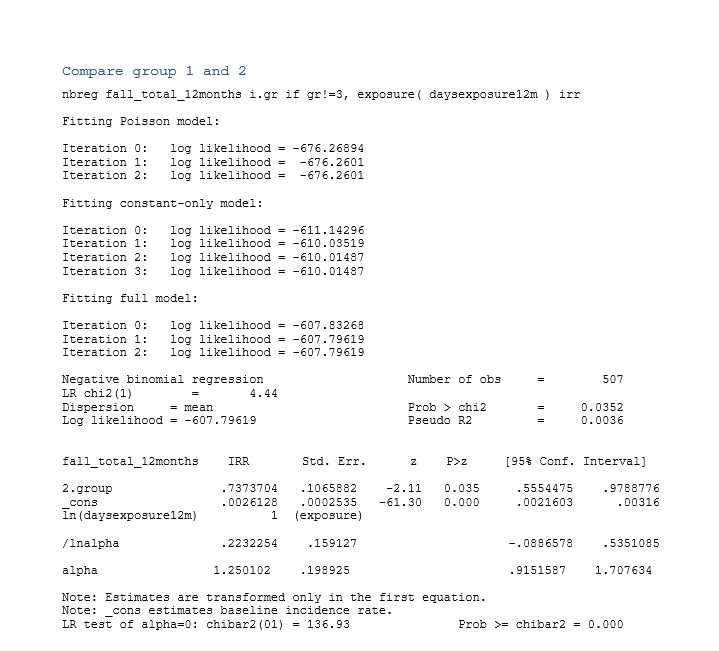 Compare group 1 and 2
nbreg fall_total_12months i.gr if gr!=3, exposure( daysexposure12m ) irr
Fitting Poisson model:
Iteration 0:   log likelihood = -676.26894
Iteration 1:   log likelihood =  -676.2601
Iteration 2:   log likelihood =  -676.2601
Fitting constant-only model:
Iteration 0:   log likelihood = -611.14296
Iteration 1:   log likelihood = -610.03519
Iteration 2:   log likelihood = -610.01487
Iteration 3:   log likelihood = -610.01487
Fitting full model:
Iteration 0:   log likelihood = -607.83268
Iteration 1:   log likelihood = -607.79619
Iteration 2:   log likelihood = -607.79619
Negative binomial regression                    Number of obs     =        507
LR chi2(1)        =       4.44
Dispersion     = mean                           Prob > chi2       =     0.0352
Log likelihood = -607.79619                     Pseudo R2         =     0.0036
fall_total_12months    IRR       Std. Err.      z    P>z     [95% Conf. Interval]
2.group               .7373704   .1065882   -2.11  0.035     .5554475   .9788776
_cons                 .0026128   .0002535  -61.30  0.000     .0021603     .00316
ln(daysexposure12m)          1  (exposure)
/lnalpha              .2232254    .159127                   -.0886578   .5351085
alpha                1.250102    .198925                     .9151587   1.707634
Note: Estimates are transformed only in the first equation.
Note: _cons estimates baseline incidence rate.
LR test of alpha=0: chibar2(01) = 136.93               Prob >= chibar2 = 0.000